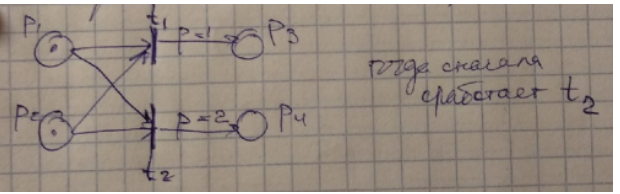 P1
t1
P=1
P3
тогда сначала
сработает t2
P2
P=2
P4
t2